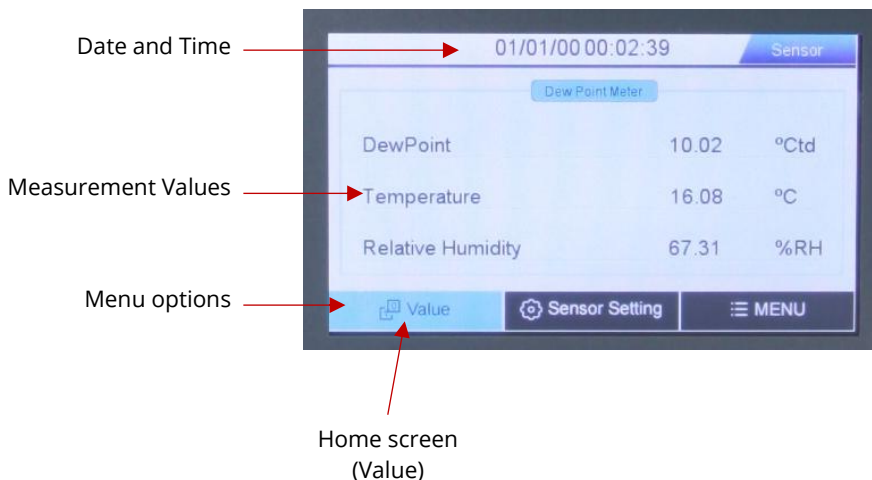 Date and Time
01/01/00 00:02:39
Sensor
Dew Point Meter
DewPoint 10.02 ºCtd
Measurement Values
Temperature 16.08 ºC
Relative Humidity 67.31 %RH
Menu options
Value
Sensor Setting
MENU
Home screen
(Value)